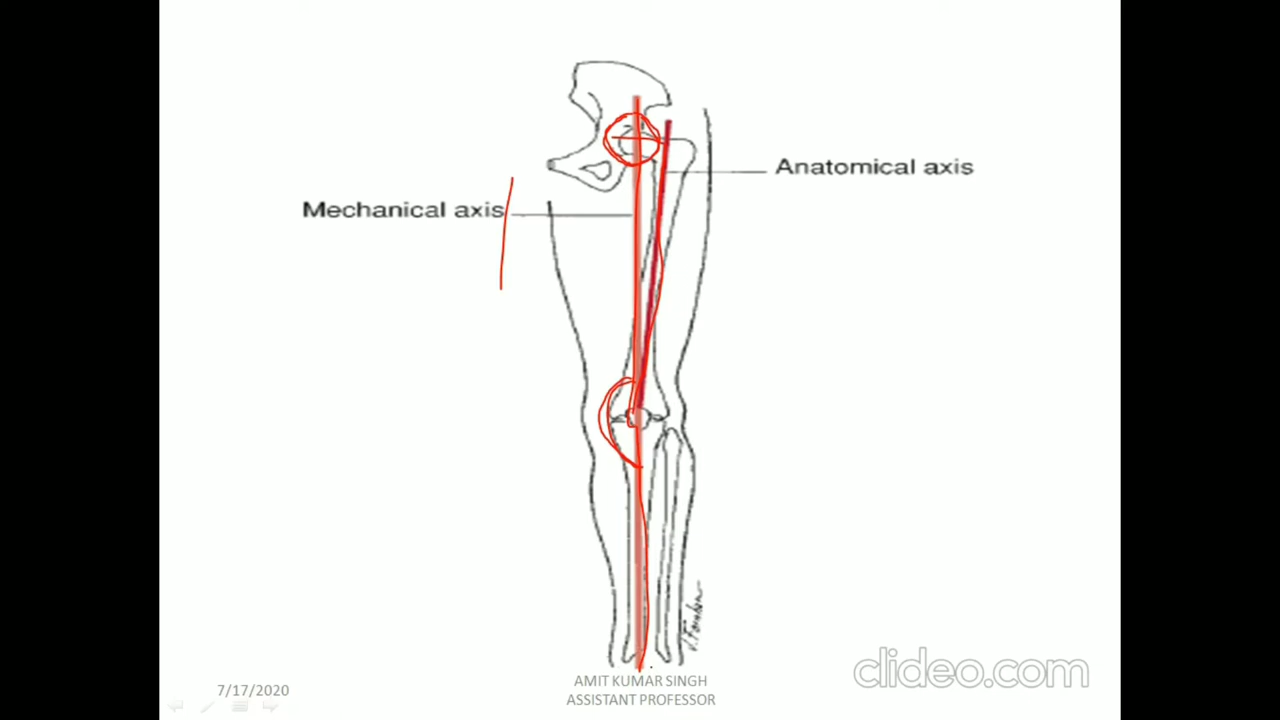 Anatomical axis
Mechanical axis
clideo.com
7/17/2020
AMIT KUMAR SINGH
ASSISTANT PROFESSOR